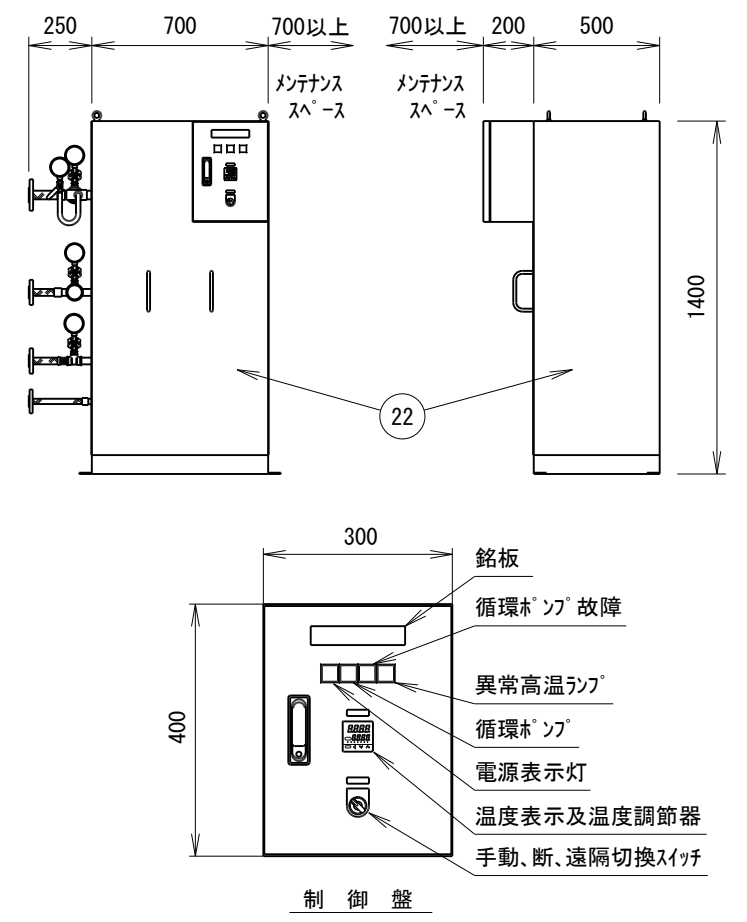 250
700
700以上
700以上
200
500
ﾒﾝﾃﾅﾝｽ
ｽﾍﾟｰｽ
ﾒﾝﾃﾅﾝｽ
ｽﾍﾟｰｽ
1400
22
300
400
銘板
循環ﾎﾟﾝﾌﾟ故障
異常高温ﾗﾝﾌﾟ
循環ﾎﾟﾝﾌﾟ
電源表示灯
8888
8888
温度表示及温度調節器
手動、断、遠隔切換ｽｲｯﾁ
制 御 盤